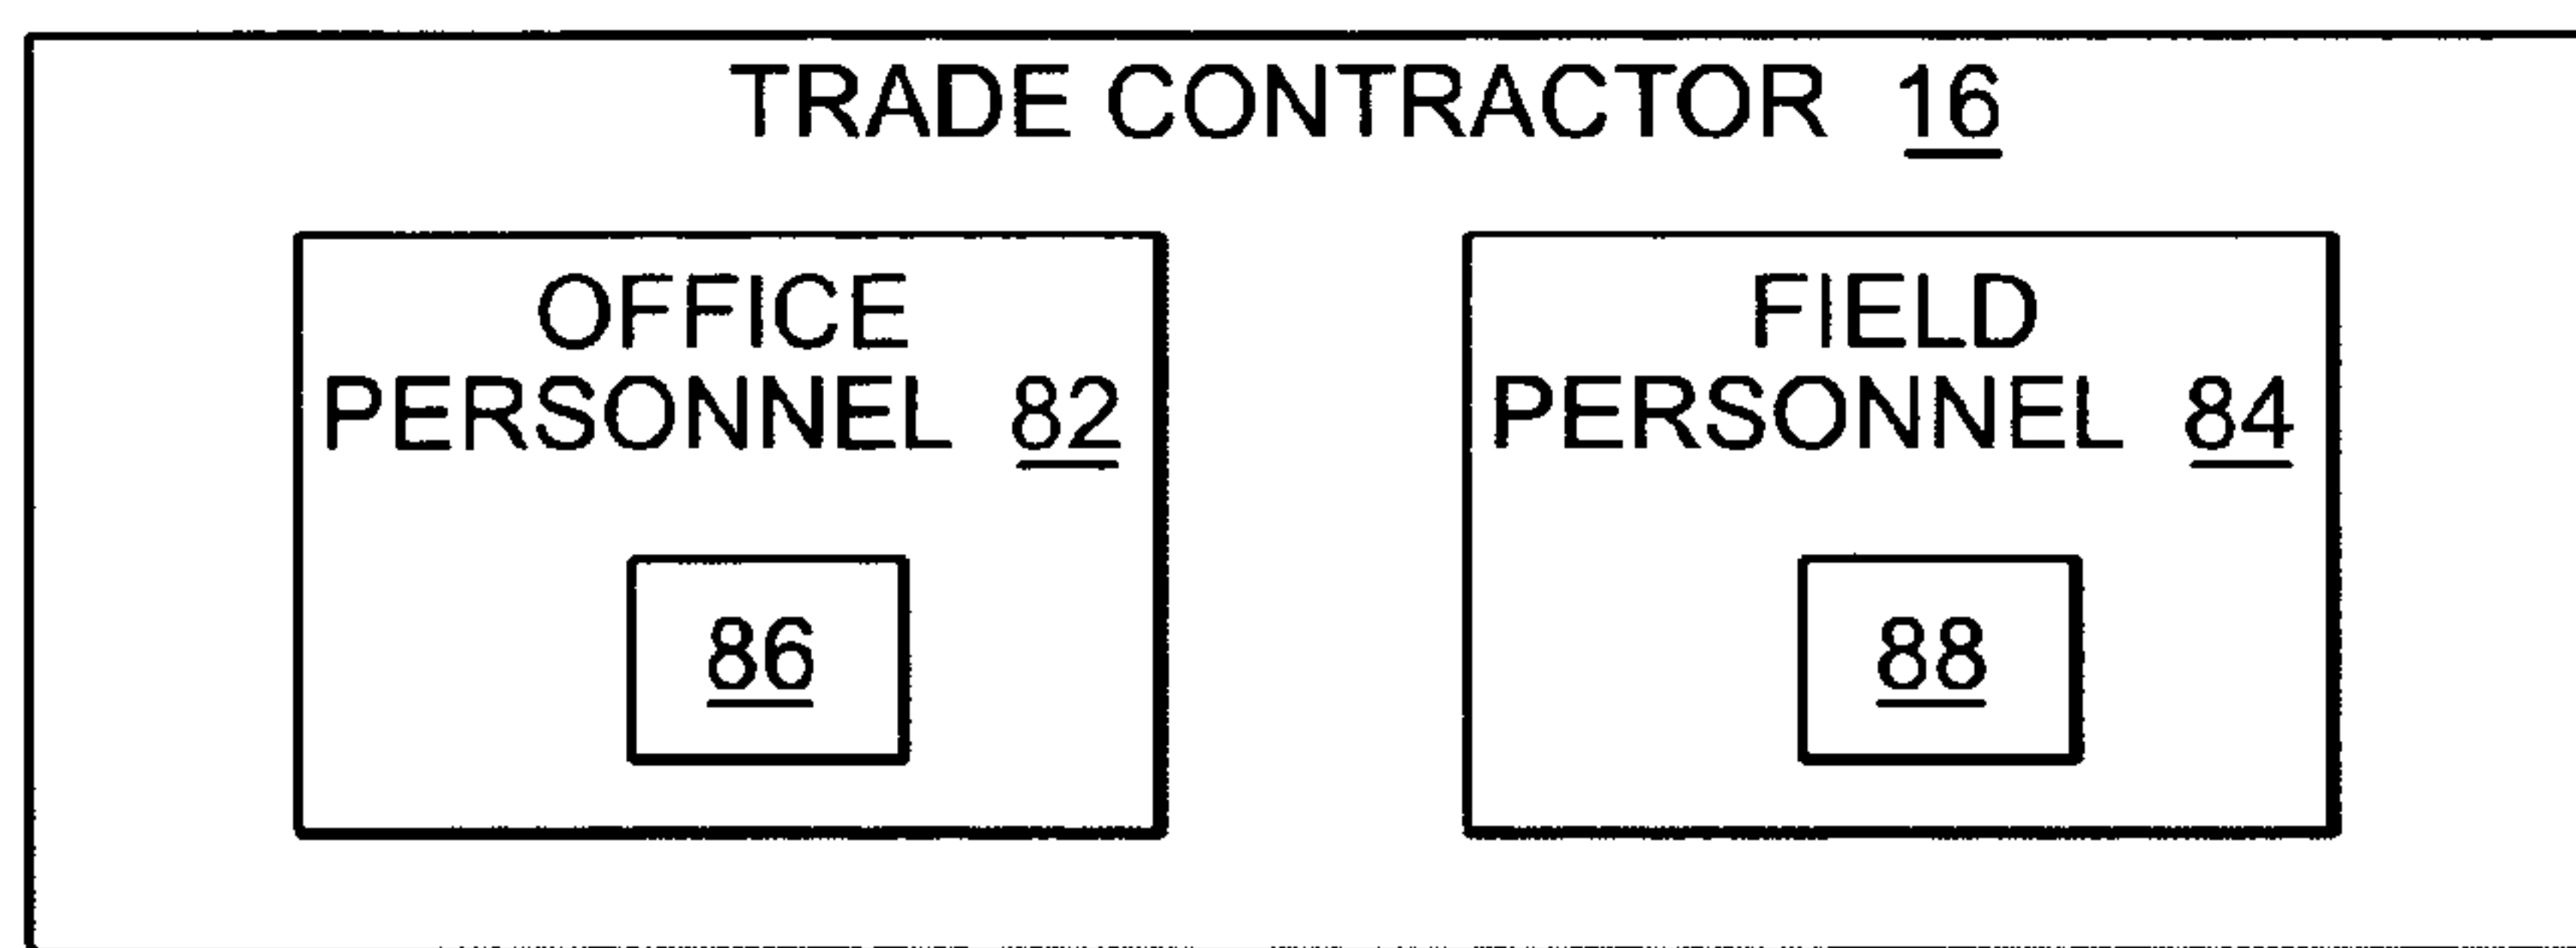 TRADE CONTRACTOR 16
OFFICE
PERSONNEL 82
86
FIELD
PERSONNEL 84
88